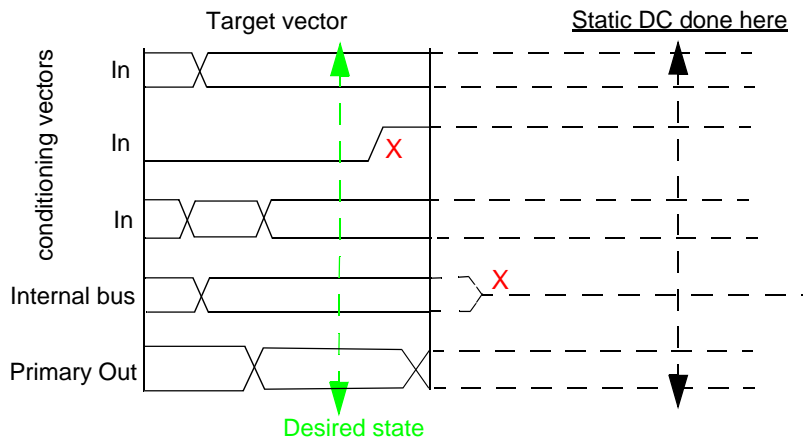 Target vector
Static DC done here
conditioning vectors
In
In
X
In
Internal bus
X
Primary Out
Desired state